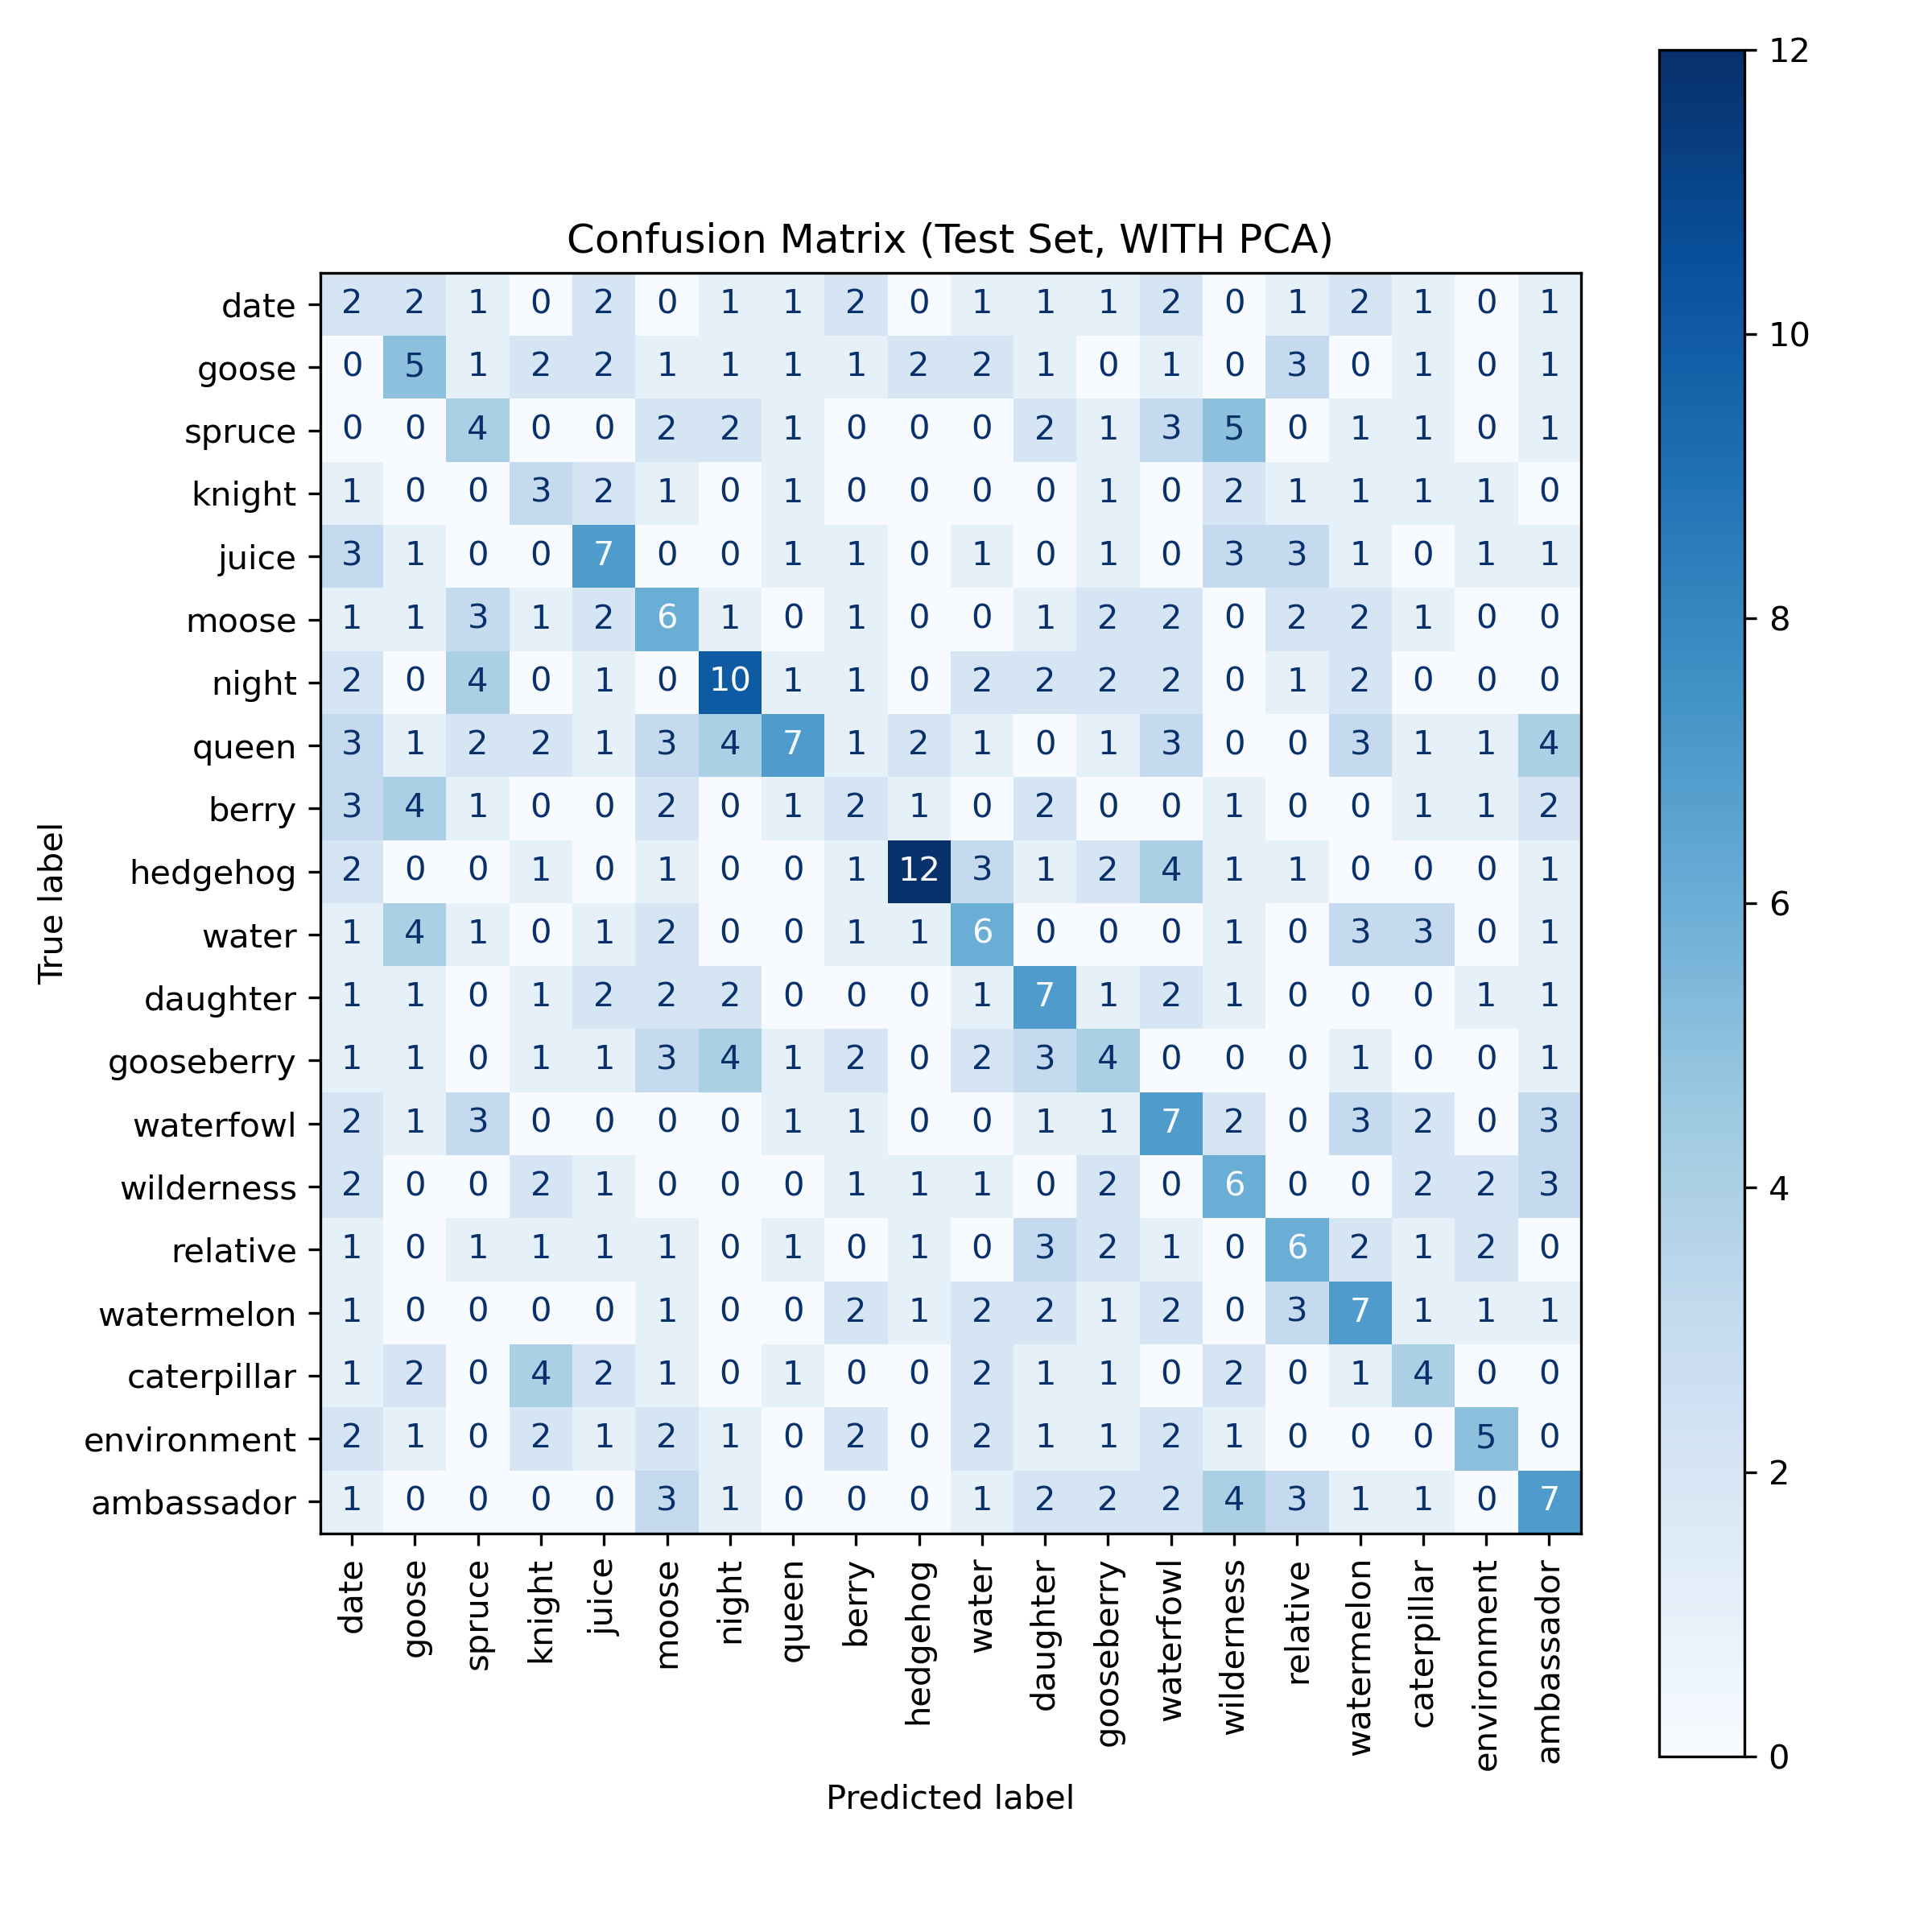 Confusion Matrix (Test Set, WITH PCA)
True label
date 2 2 1 0 2 0 1 1 2 0 1 1 1 2 0 1 2 1 0 1
goose 0 5 1 2 2 1 1 1 1 2 2 1 0 1 0 3 0 1 0 1
spruce 0 0 4 0 0 2 2 1 0 0 0 2 1 3 5 0 1 1 0 1
knight 1 0 0 3 2 1 0 1 0 0 0 0 1 0 2 1 1 1 1 0
juice 3 1 0 0 7 0 0 1 1 0 1 0 1 0 3 3 1 0 1 1
moose 1 1 3 1 2 6 1 0 1 0 0 1 2 2 0 2 2 1 0 0
night 2 0 4 0 1 0 10 1 1 0 2 2 2 2 0 1 2 0 0 0
queen 3 1 2 2 1 3 4 7 1 2 1 0 1 3 0 0 3 1 1 4
berry 3 4 1 0 0 2 0 1 2 1 0 2 0 0 1 0 0 1 1 2
hedgehog 2 0 0 1 0 1 0 0 1 12 3 1 2 4 1 1 0 0 0 1
water 1 4 1 0 1 2 0 0 1 1 6 0 0 0 1 0 3 3 0 1
daughter 1 1 0 1 2 2 2 0 0 0 1 7 1 2 1 0 0 0 1 1
gooseberry 1 1 0 1 1 3 4 1 2 0 2 3 4 0 0 0 1 0 0 1
waterfowl 2 1 3 0 0 0 0 1 1 0 0 1 1 7 2 0 3 2 0 3
wilderness 2 0 0 2 1 0 0 0 1 1 1 0 2 0 6 0 0 2 2 3
relative 1 0 1 1 1 1 0 1 0 1 0 3 2 1 0 6 2 1 2 0
watermelon 1 0 0 0 0 1 0 0 2 1 2 2 1 2 0 3 7 1 1 1
caterpillar 1 2 0 4 2 1 0 1 0 0 2 1 1 0 2 0 1 4 0 0
environment 2 1 0 2 1 2 1 0 2 0 2 1 1 2 1 0 0 0 5 0
ambassador 1 0 0 0 0 3 1 0 0 0 1 2 2 2 4 3 1 1 0 7
date goose spruce knight juice moose night queen berry hedgehog water daughter gooseberry waterfowl wilderness relative watermelon caterpillar environment ambassador
Predicted label
12
10
8
6
4
2
0